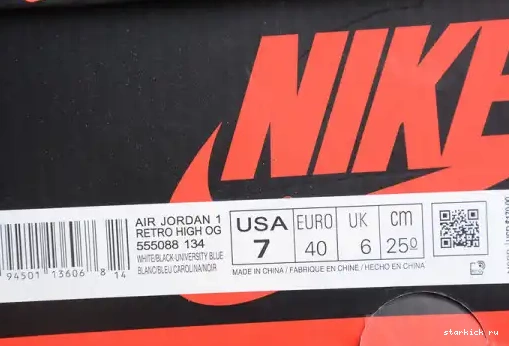 NIKE
AIR JORDAN 1
RETRO HIGH OG
555088 134
WHITE/BLACK-UNIVERSITY BLUE
BLANC/BLEU CAROLINA/NOIR
94501 13606 8 14
USA EURO UK cm
7 40 6 25.0
MADE IN CHINA / FABRIQUE EN CHINE / HECHO EN CHINA
starkick.ru